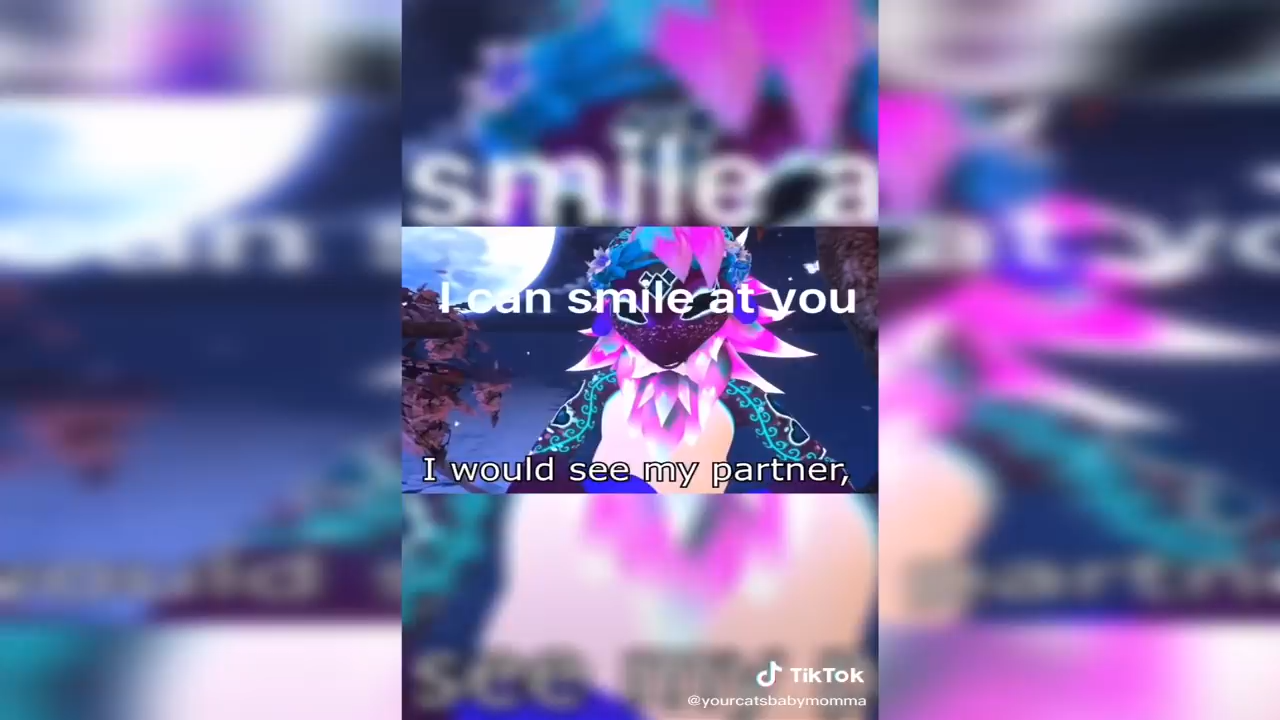 I can smile at you
I would see my partner,
TikTok
@yourcatsbabymomma